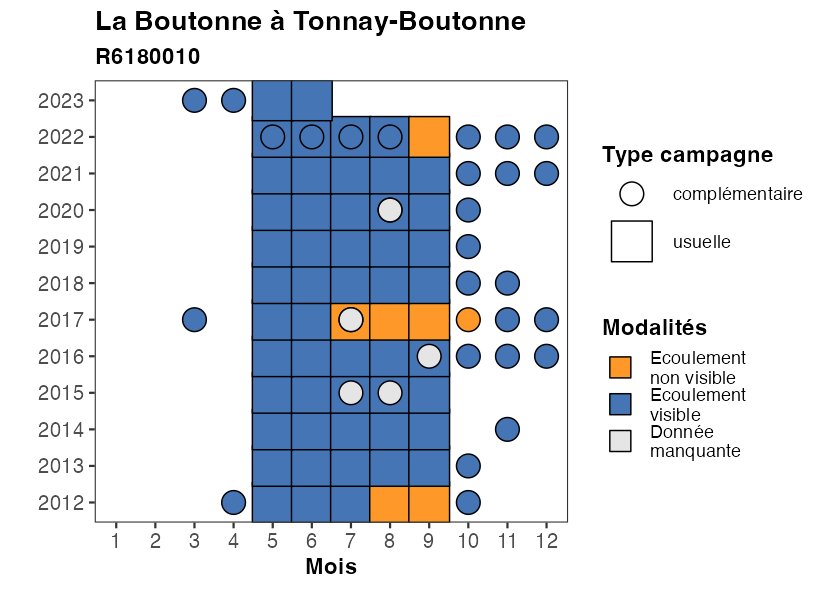 La Boutonne à Tonnay-Boutonne
R6180010
2023
2022
2021
2020
2019
2018
2017
2016
2015
2014
2013
2012
1 2 3 4 5 6 7 8 9 10 11 12
Mois
Type campagne
complémentaire
usuelle
Modalités
Ecoulement
non visible
Ecoulement
visible
Donnée
manquante